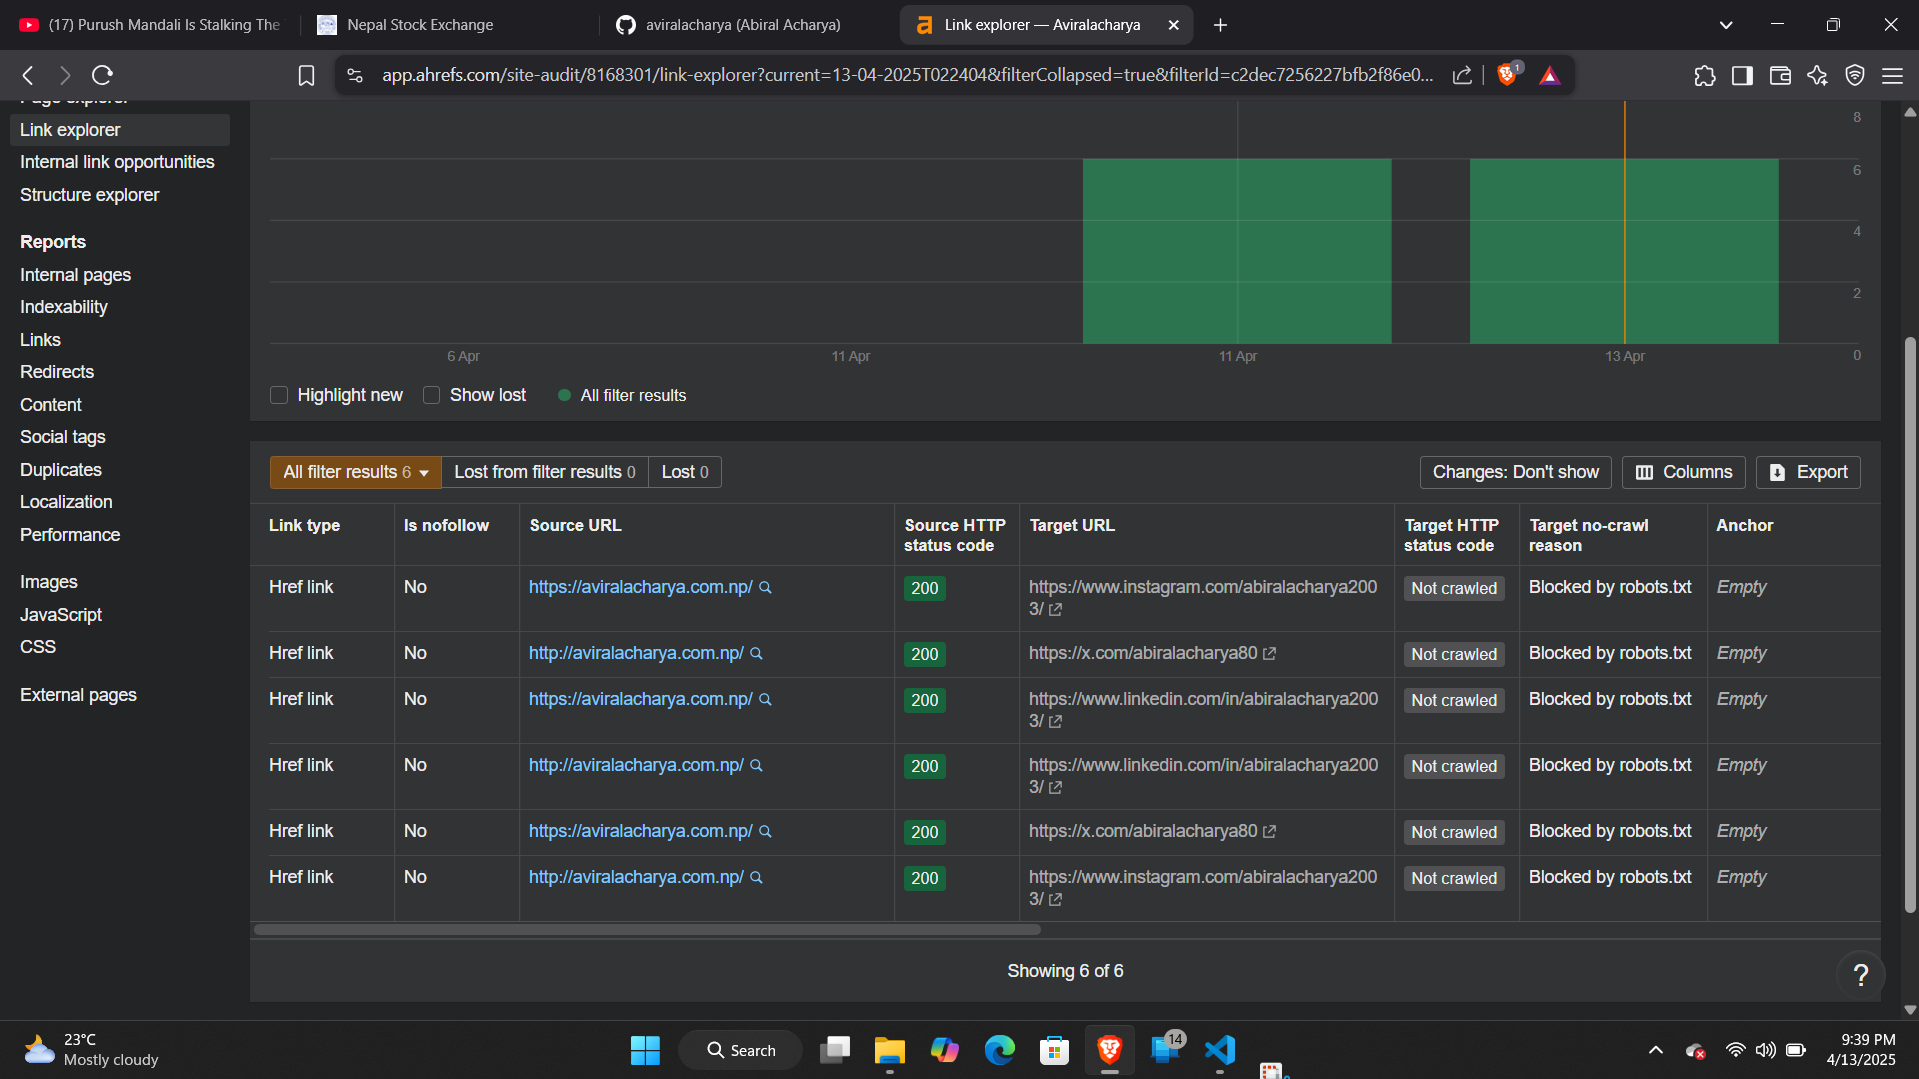 (17) Purush Mandali Is Stalking The
Nepal Stock Exchange
aviralacharya (Abiral Acharya)
Link explorer — Aviralacharya
app.ahrefs.com/site-audit/8168301/link-explorer?current=13-04-2025T022404&filterCollapsed=true&filterId=c2dec7256227bfb2f86e0...
1
Page explorer
Link explorer
Internal link opportunities
Structure explorer
Reports
Internal pages
Indexability
Links
Redirects
Content
Social tags
Duplicates
Localization
Performance
Images
JavaScript
CSS
External pages
8
6
4
2
0
6 Apr
11 Apr
11 Apr
13 Apr
Highlight new
Show lost
All filter results
All filter results 6
Lost from filter results 0
Lost 0
Changes: Don't show
Columns
Export
Link type
Is nofollow
Source URL
Source HTTP
status code
Target URL
Target HTTP
status code
Target no-crawl
reason
Anchor
Href link
No
https://aviralacharya.com.np/
200
https://www.instagram.com/abiralacharya200
3/
Not crawled
Blocked by robots.txt
Empty
Href link
No
http://aviralacharya.com.np/
200
https://x.com/abiralacharya80
Not crawled
Blocked by robots.txt
Empty
Href link
No
https://aviralacharya.com.np/
200
https://www.linkedin.com/in/abiralacharya200
3/
Not crawled
Blocked by robots.txt
Empty
Href link
No
http://aviralacharya.com.np/
200
https://www.linkedin.com/in/abiralacharya200
3/
Not crawled
Blocked by robots.txt
Empty
Href link
No
https://aviralacharya.com.np/
200
https://x.com/abiralacharya80
Not crawled
Blocked by robots.txt
Empty
Href link
No
http://aviralacharya.com.np/
200
https://www.instagram.com/abiralacharya200
3/
Not crawled
Blocked by robots.txt
Empty
Showing 6 of 6
?
23°C
Mostly cloudy
Search
14
9:39 PM
4/13/2025